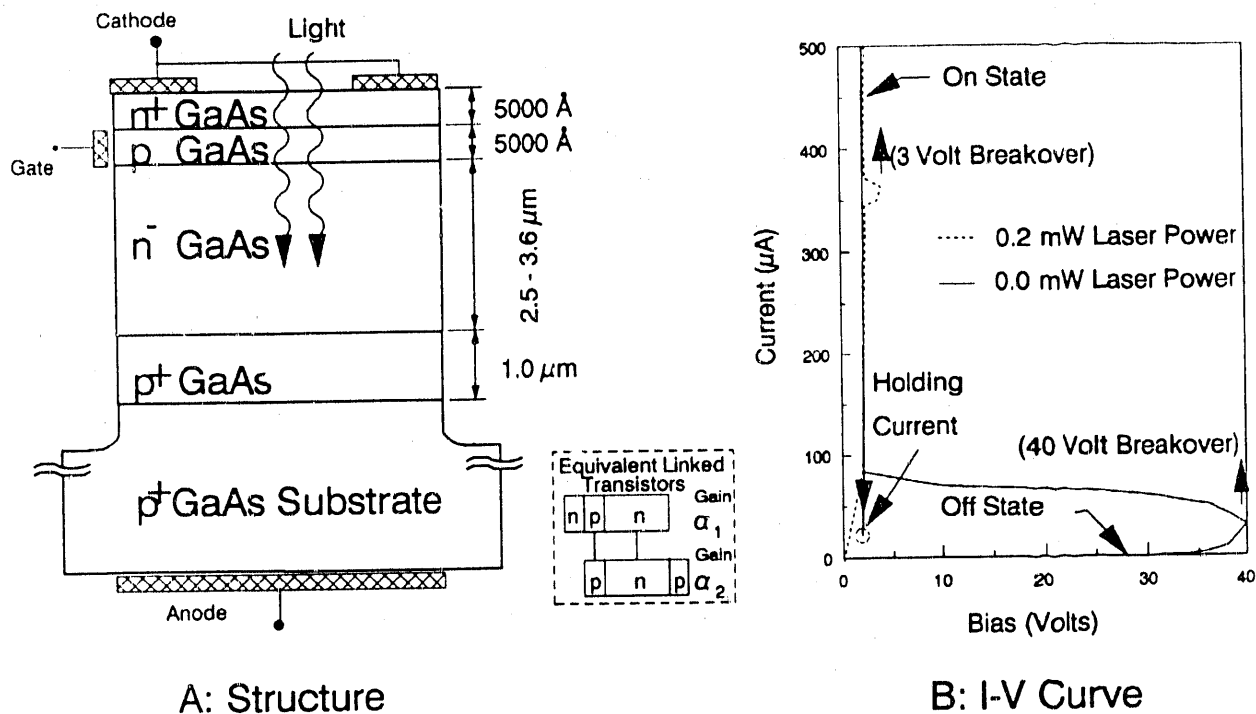 Cathode
Light
n+ GaAs
5000 Å
p GaAs
5000 Å
Gate
n- GaAs
2.5 - 3.6 μm
p+ GaAs
1.0 μm
p+ GaAs Substrate
Anode
Equivalent Linked
Transistors
Gain
n p n
α1
Gain
p n p
α2
A: Structure
500
On State
400
(3 Volt Breakover)
300
0.2 mW Laser Power
0.0 mW Laser Power
Current (μA)
200
Holding
Current
(40 Volt Breakover)
100
Off State
0
0 10 20 30 40
Bias (Volts)
B: I-V Curve